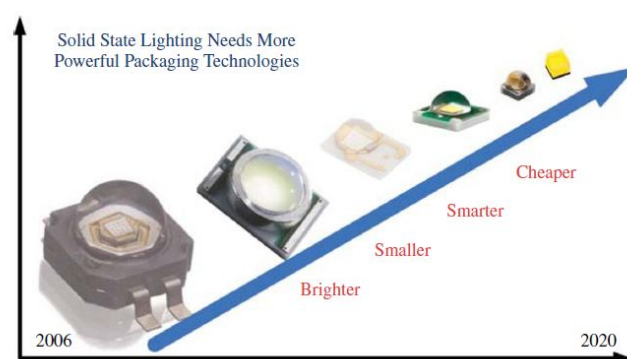 Solid State Lighting Needs More
Powerful Packaging Technologies
Cheaper
Smarter
Smaller
Brighter
2006
2020